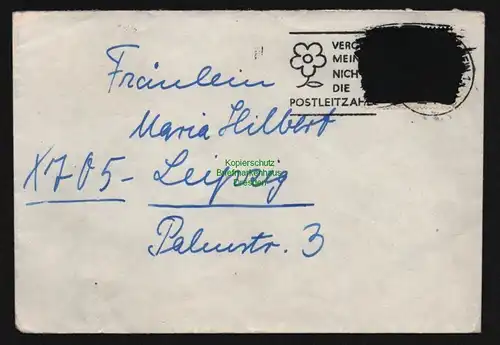 VERG
MEIN
NICH
DIE
POSTLEITZAHL
Fräulein
Maria Hilbert
X705- Leipzig
Palmstr. 3
Kopierschutz
Briefmarkenhaus
Dresden